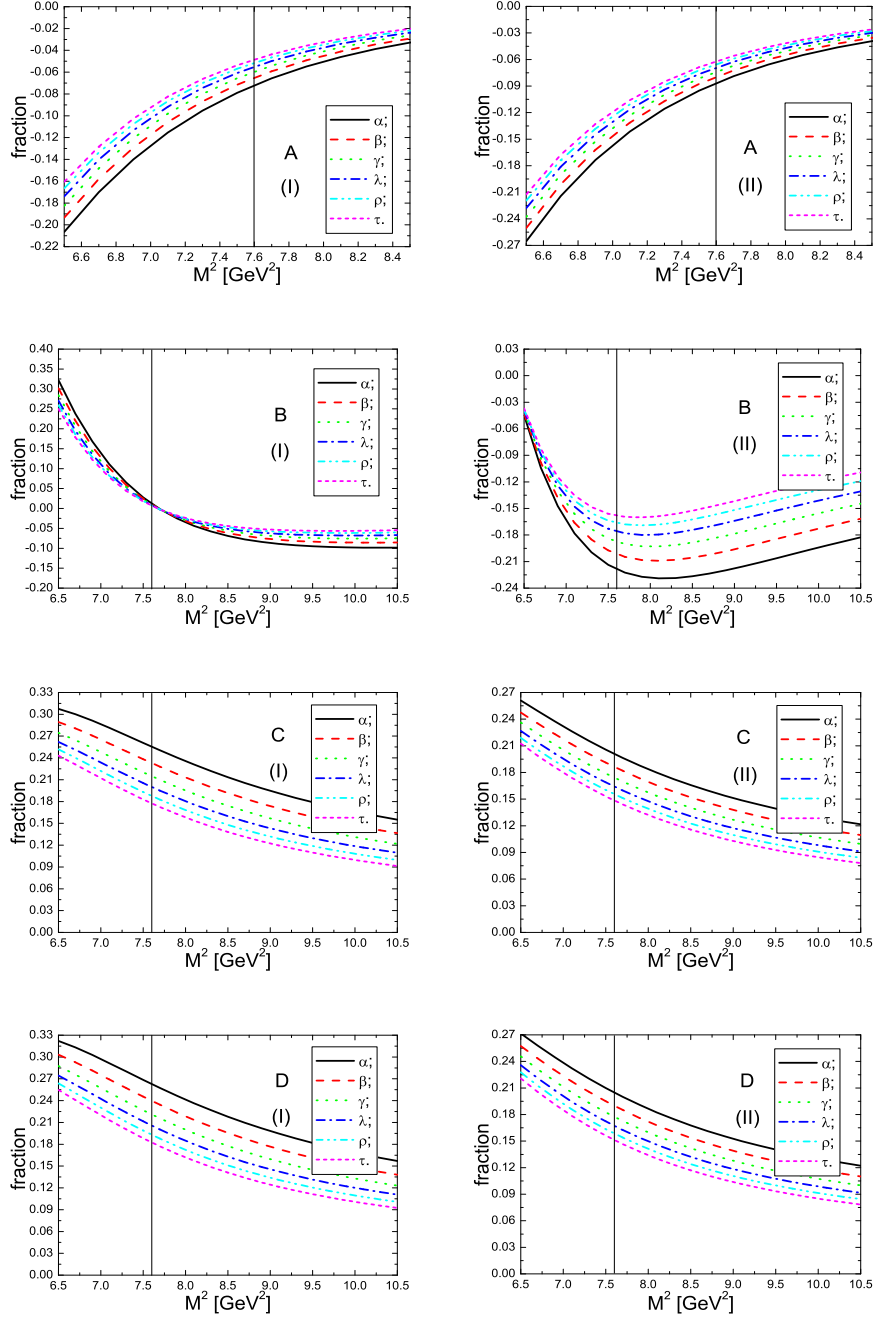 0.00
-0.02
-0.04
-0.06
-0.08
-0.10
-0.12
-0.14
-0.16
-0.18
-0.20
-0.22
fraction
A
(I)
α;
β;
γ;
λ;
ρ;
τ.
6.6 6.8 7.0 7.2 7.4 7.6 7.8 8.0 8.2 8.4
M² [GeV²]
0.00
-0.03
-0.06
-0.09
-0.12
-0.15
-0.18
-0.21
-0.24
-0.27
fraction
A
(II)
α;
β;
γ;
λ;
ρ;
τ.
6.6 6.8 7.0 7.2 7.4 7.6 7.8 8.0 8.2 8.4
M² [GeV²]
0.40
0.35
0.30
0.25
0.20
0.15
0.10
0.05
0.00
-0.05
-0.10
-0.15
-0.20
fraction
B
(I)
α;
β;
γ;
λ;
ρ;
τ.
6.5 7.0 7.5 8.0 8.5 9.0 9.5 10.0 10.5
M² [GeV²]
0.03
0.00
-0.03
-0.06
-0.09
-0.12
-0.15
-0.18
-0.21
-0.24
fraction
B
(II)
α;
β;
γ;
λ;
ρ;
τ.
6.5 7.0 7.5 8.0 8.5 9.0 9.5 10.0 10.5
M² [GeV²]
0.33
0.30
0.27
0.24
0.21
0.18
0.15
0.12
0.09
0.06
0.03
0.00
fraction
C
(I)
α;
β;
γ;
λ;
ρ;
τ.
6.5 7.0 7.5 8.0 8.5 9.0 9.5 10.0 10.5
M² [GeV²]
0.27
0.24
0.21
0.18
0.15
0.12
0.09
0.06
0.03
0.00
fraction
C
(II)
α;
β;
γ;
λ;
ρ;
τ.
6.5 7.0 7.5 8.0 8.5 9.0 9.5 10.0 10.5
M² [GeV²]
0.33
0.30
0.27
0.24
0.21
0.18
0.15
0.12
0.09
0.06
0.03
0.00
fraction
D
(I)
α;
β;
γ;
λ;
ρ;
τ.
6.5 7.0 7.5 8.0 8.5 9.0 9.5 10.0 10.5
M² [GeV²]
0.27
0.24
0.21
0.18
0.15
0.12
0.09
0.06
0.03
0.00
fraction
D
(II)
α;
β;
γ;
λ;
ρ;
τ.
6.5 7.0 7.5 8.0 8.5 9.0 9.5 10.0 10.5
M² [GeV²]